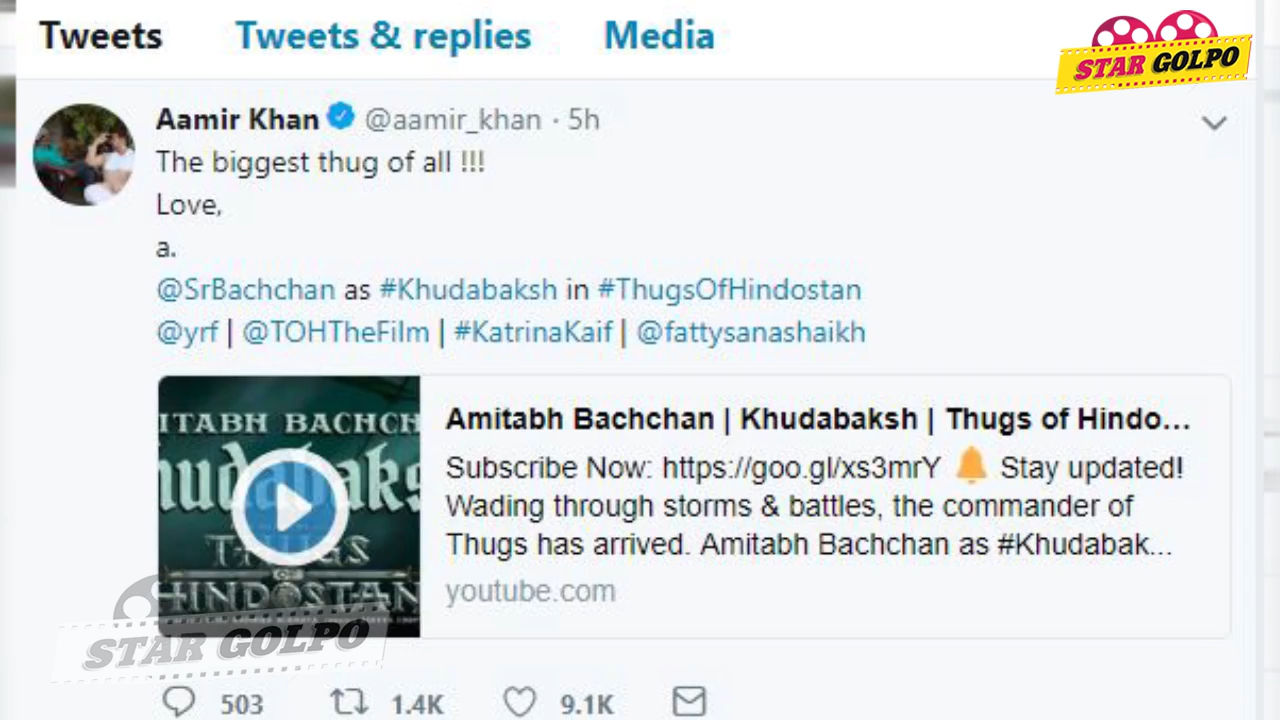 Tweets Tweets & replies Media
STAR GOLPO
Aamir Khan @aamir_khan · 5h
The biggest thug of all !!!
Love,
a.
@SrBachchan as #Khudabaksh in #ThugsOfHindostan
@yrf | @TOHTheFilm | #KatrinaKaif | @fattysanashaikh
ITABH BACHCH
hudabaks
THUGS
HINDOSTAN
Amitabh Bachchan | Khudabaksh | Thugs of Hindo...
Subscribe Now: https://goo.gl/xs3mrY 🔔 Stay updated!
Wading through storms & battles, the commander of
Thugs has arrived. Amitabh Bachchan as #Khudabak...
youtube.com
STAR GOLPO
503 1.4K 9.1K